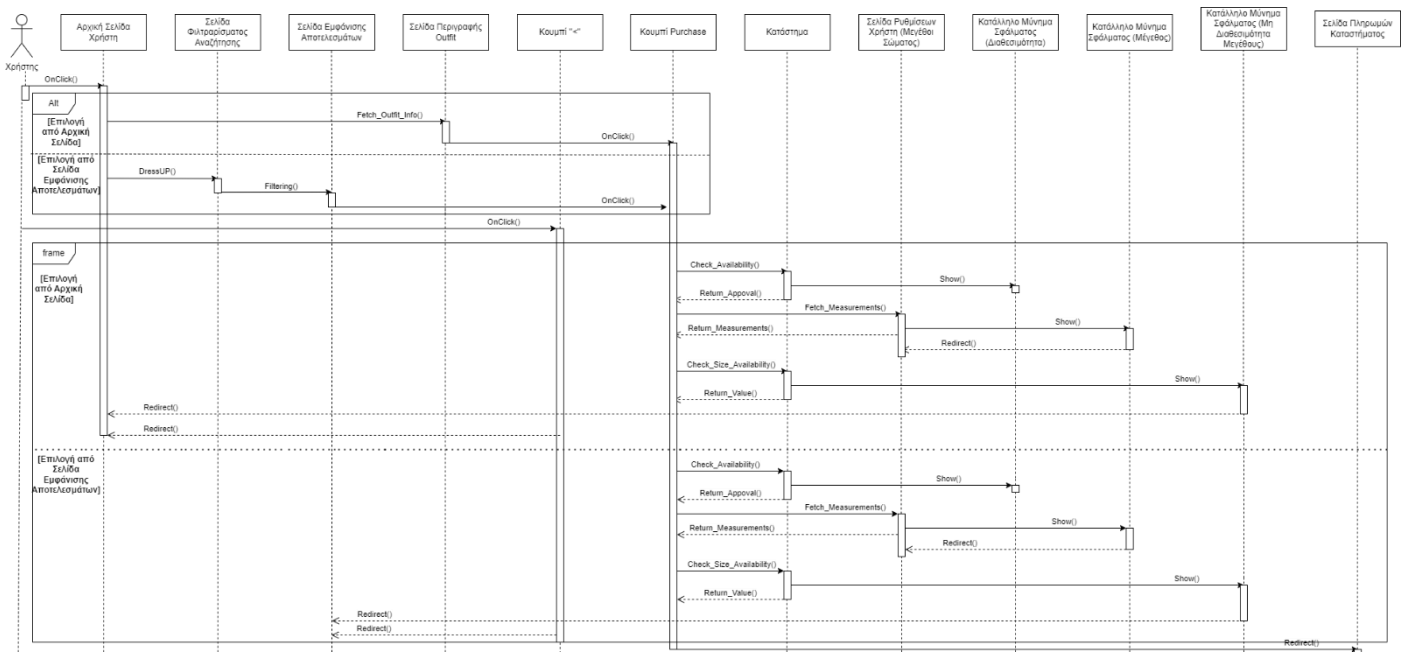 Χρήστης
Αρχική Σελίδα
Χρήστη
Σελίδα
Φιλτραρίσματος
Αναζήτησης
Σελίδα Εμφάνισης
Αποτελεσμάτων
Σελίδα Περιγραφής
Outfit
Κουμπί "<"
Κουμπί Purchase
Κατάστημα
Σελίδα Ρυθμίσεων
Χρήστη (Μεγέθοι
Σώματος)
Κατάλληλο Μύνημα
Σφάλματος
(Διαθεσιμότητα)
Κατάλληλο Μύνημα
Σφάλματος (Μέγεθος)
Κατάλληλο Μύνημα
Σφάλματος (Μη
Διαθεσιμότητα
Μεγέθους)
Σελίδα Πληρωμών
Καταστήματος
OnClick()
Alt
[Επιλογή
από Αρχική
Σελίδα]
Fetch_Outfit_Info()
OnClick()
[Επιλογή από
Σελίδα
Εμφάνισης
Αποτελεσμάτων]
DressUP()
Filtering()
OnClick()
OnClick()
frame
[Επιλογή
από Αρχική
Σελίδα]
Check_Availability()
Show()
Return_Appoval()
Fetch_Measurements()
Show()
Return_Measurements()
Redirect()
Check_Size_Availability()
Show()
Return_Value()
Redirect()
Redirect()
[Επιλογή από
Σελίδα
Εμφάνισης
Αποτελεσμάτων]
Check_Availability()
Show()
Return_Appoval()
Fetch_Measurements()
Show()
Return_Measurements()
Redirect()
Check_Size_Availability()
Show()
Return_Value()
Redirect()
Redirect()
Redirect()